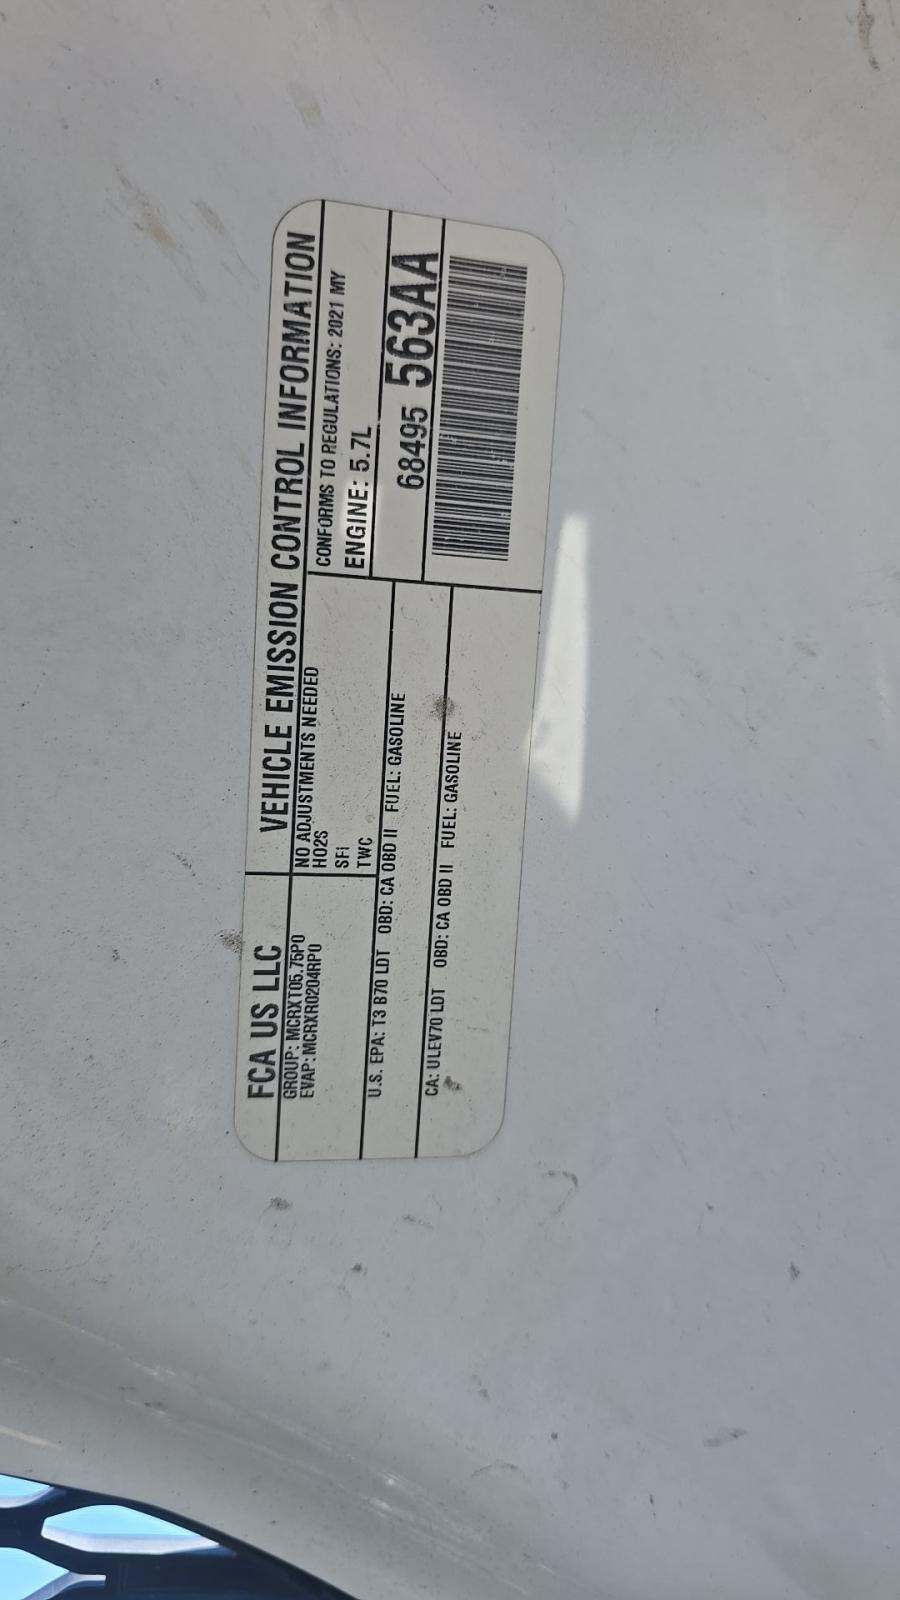 FCA US LLC
VEHICLE EMISSION CONTROL INFORMATION
GROUP: MCRXT05.75P0
EVAP: MCRXR0204RP0
NO ADJUSTMENTS NEEDED
HO2S
SFI
TWC
CONFORMS TO REGULATIONS: 2021 MY
ENGINE: 5.7L
U.S. EPA: T3 B70 LDT OBD: CA OBD II FUEL: GASOLINE
CA: ULEV70 LDT OBD: CA OBD II FUEL: GASOLINE
68495 563AA